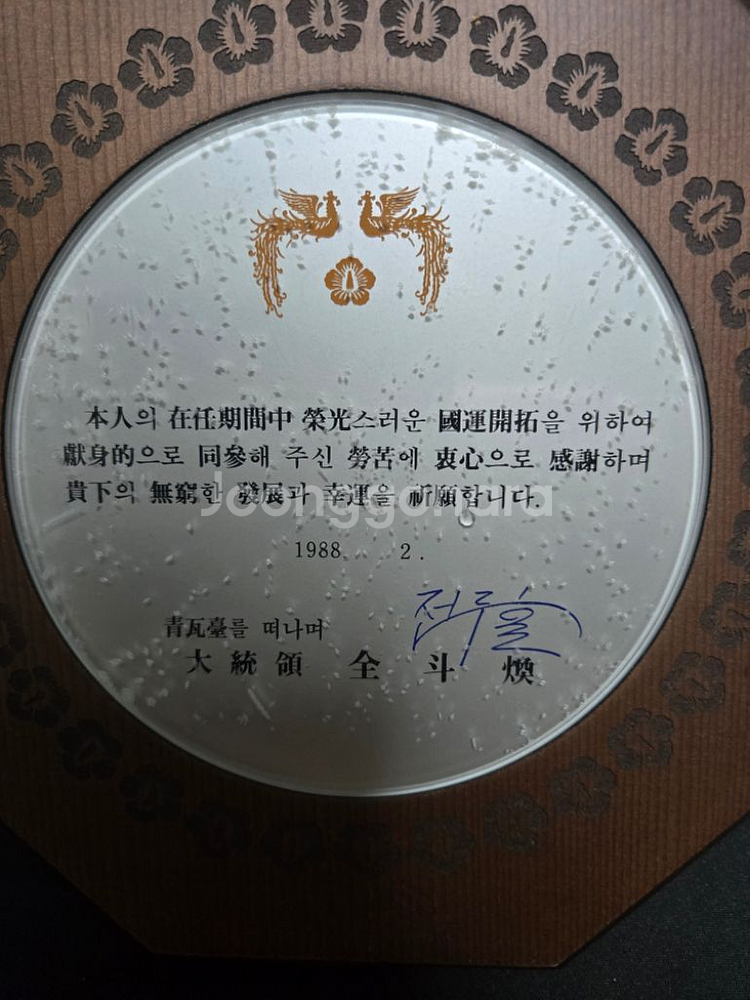 本人의 在任期間中 榮光스러운 國運開拓을 위하여
獻身的으로 同參해 주신 勞苦에 衷心으로 感謝하며
貴下의 無窮한 發展과 幸運을 祈願합니다.
Joonggonara
1988. 2.
靑瓦臺를 떠나며
전두환
大統領 全斗煥